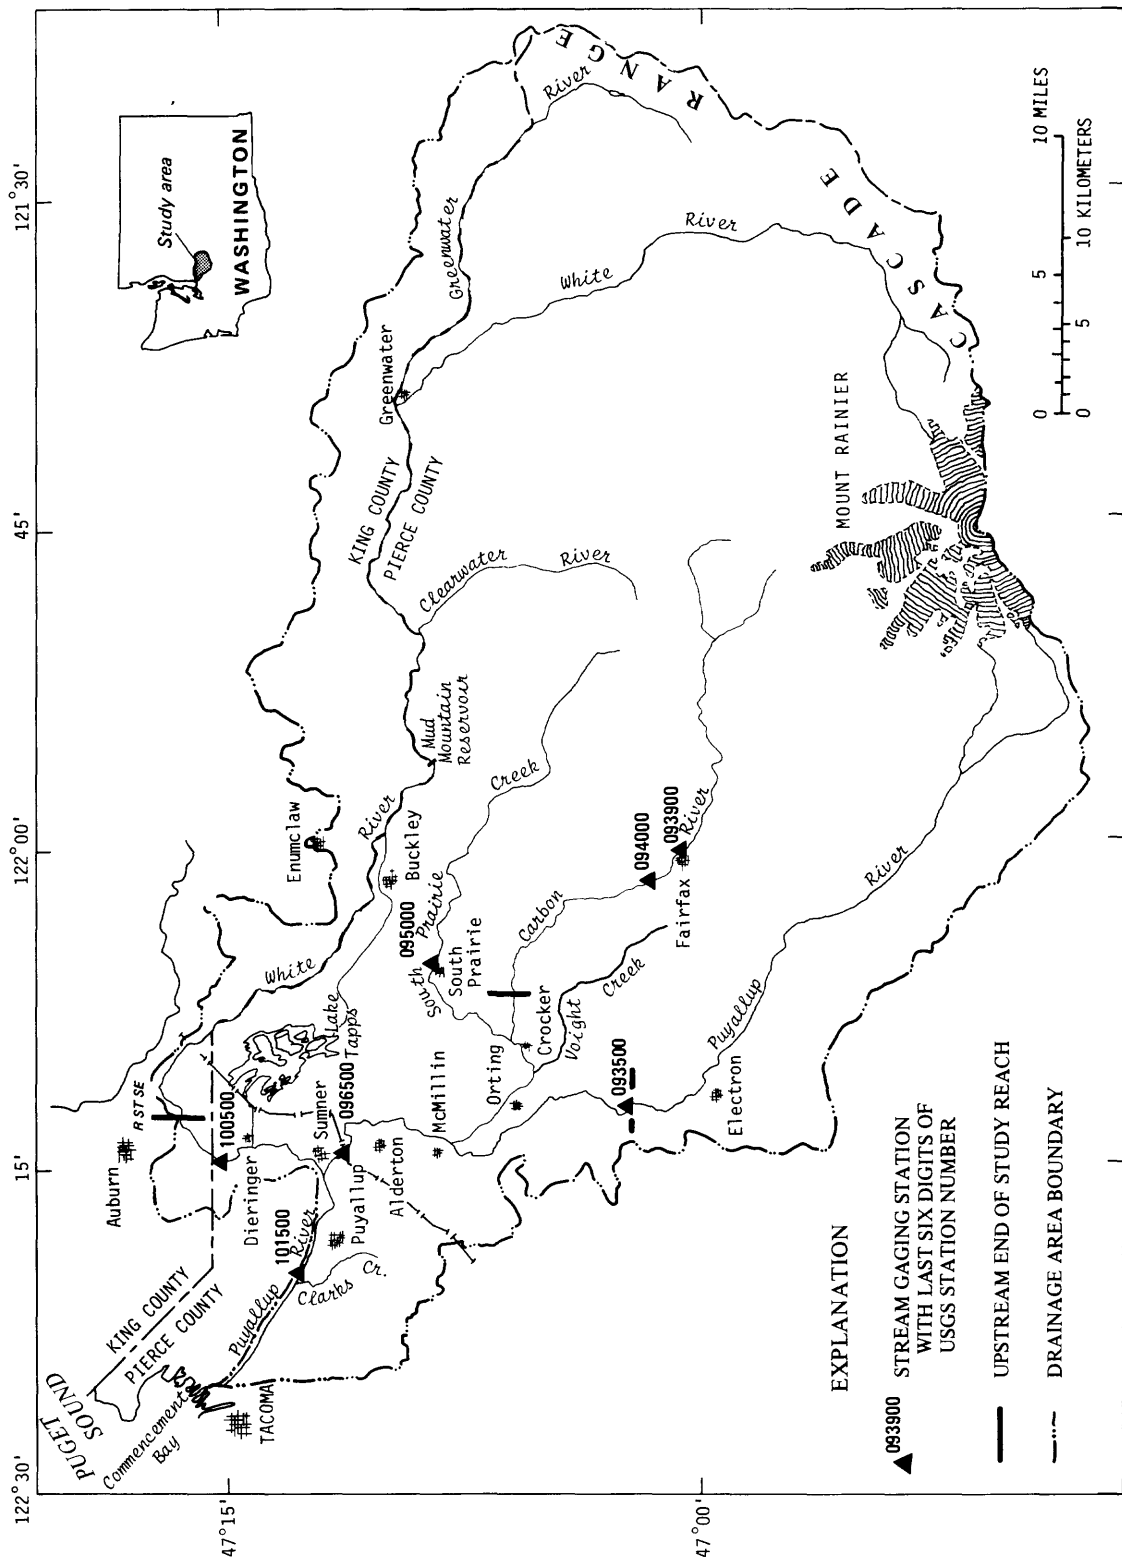 122°30'
15'
122°00'
45'
121°30'
47°15'
47°00'
PUGET
SOUND
Commencement
Bay
TACOMA
KING COUNTY
PIERCE COUNTY
Puyallup
River
Clarks
Cr.
101500
Puyallup
Auburn
R ST SE
100500
Dieringer
Sumner
096500
Alderton
McMillin
Lake
Tapps
White
River
Enumclaw
Buckley
095000
South
Prairie
Creek
South
Prairie
Orting
Crocker
Voight
Creek
Carbon
River
094000
093900
Fairfax
093500
Electron
Puyallup
River
Mud
Mountain
Reservoir
Clearwater
River
KING COUNTY
PIERCE COUNTY
Greenwater
Greenwater
River
White
River
MOUNT RAINIER
CASCADE
RANGE
Study area
WASHINGTON
0 5 10 MILES
0 5 10 KILOMETERS
EXPLANATION
093900
STREAM GAGING STATION
WITH LAST SIX DIGITS OF
USGS STATION NUMBER
UPSTREAM END OF STUDY REACH
DRAINAGE AREA BOUNDARY